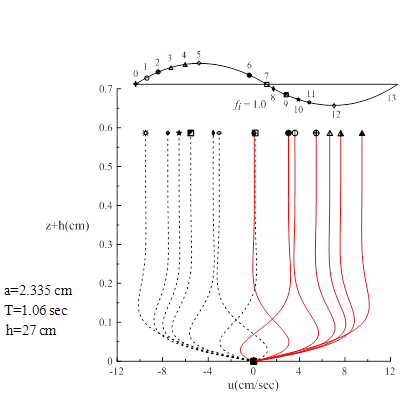 0 1 2 3 4 5 6 7 8 9 10 11 12 13
fᵢ = 1.0
0.7
0.6
0.5
0.4
z+h(cm)
0.3
a=2.335 cm
0.2
T=1.06 sec
h=27 cm
0.1
0
-12 -8 -4 0 4 8 12
u(cm/sec)